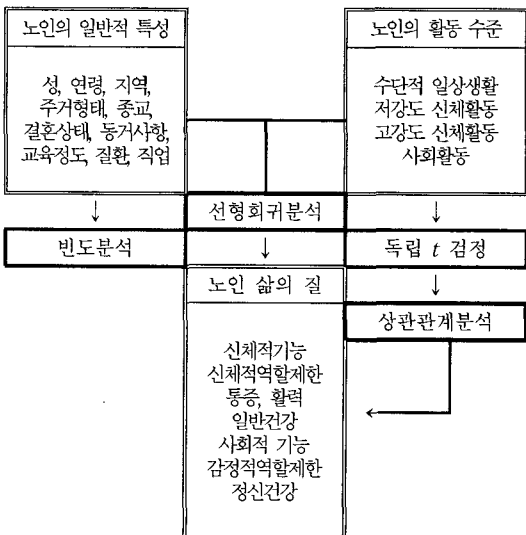 노인의 일반적 특성
성, 연령, 지역,
주거형태, 종교,
결혼상태, 동거사항,
교육정도, 질환, 직업
노인의 활동 수준
수단적 일상생활
저강도 신체활동
고강도 신체활동
사회활동
↓
선형회귀분석
↓
빈도분석
↓
독립 t 검정
노인 삶의 질
↓
상관관계분석
신체적기능
신체적역할제한
통증, 활력
일반건강
사회적 기능
감정적역할제한
정신건강